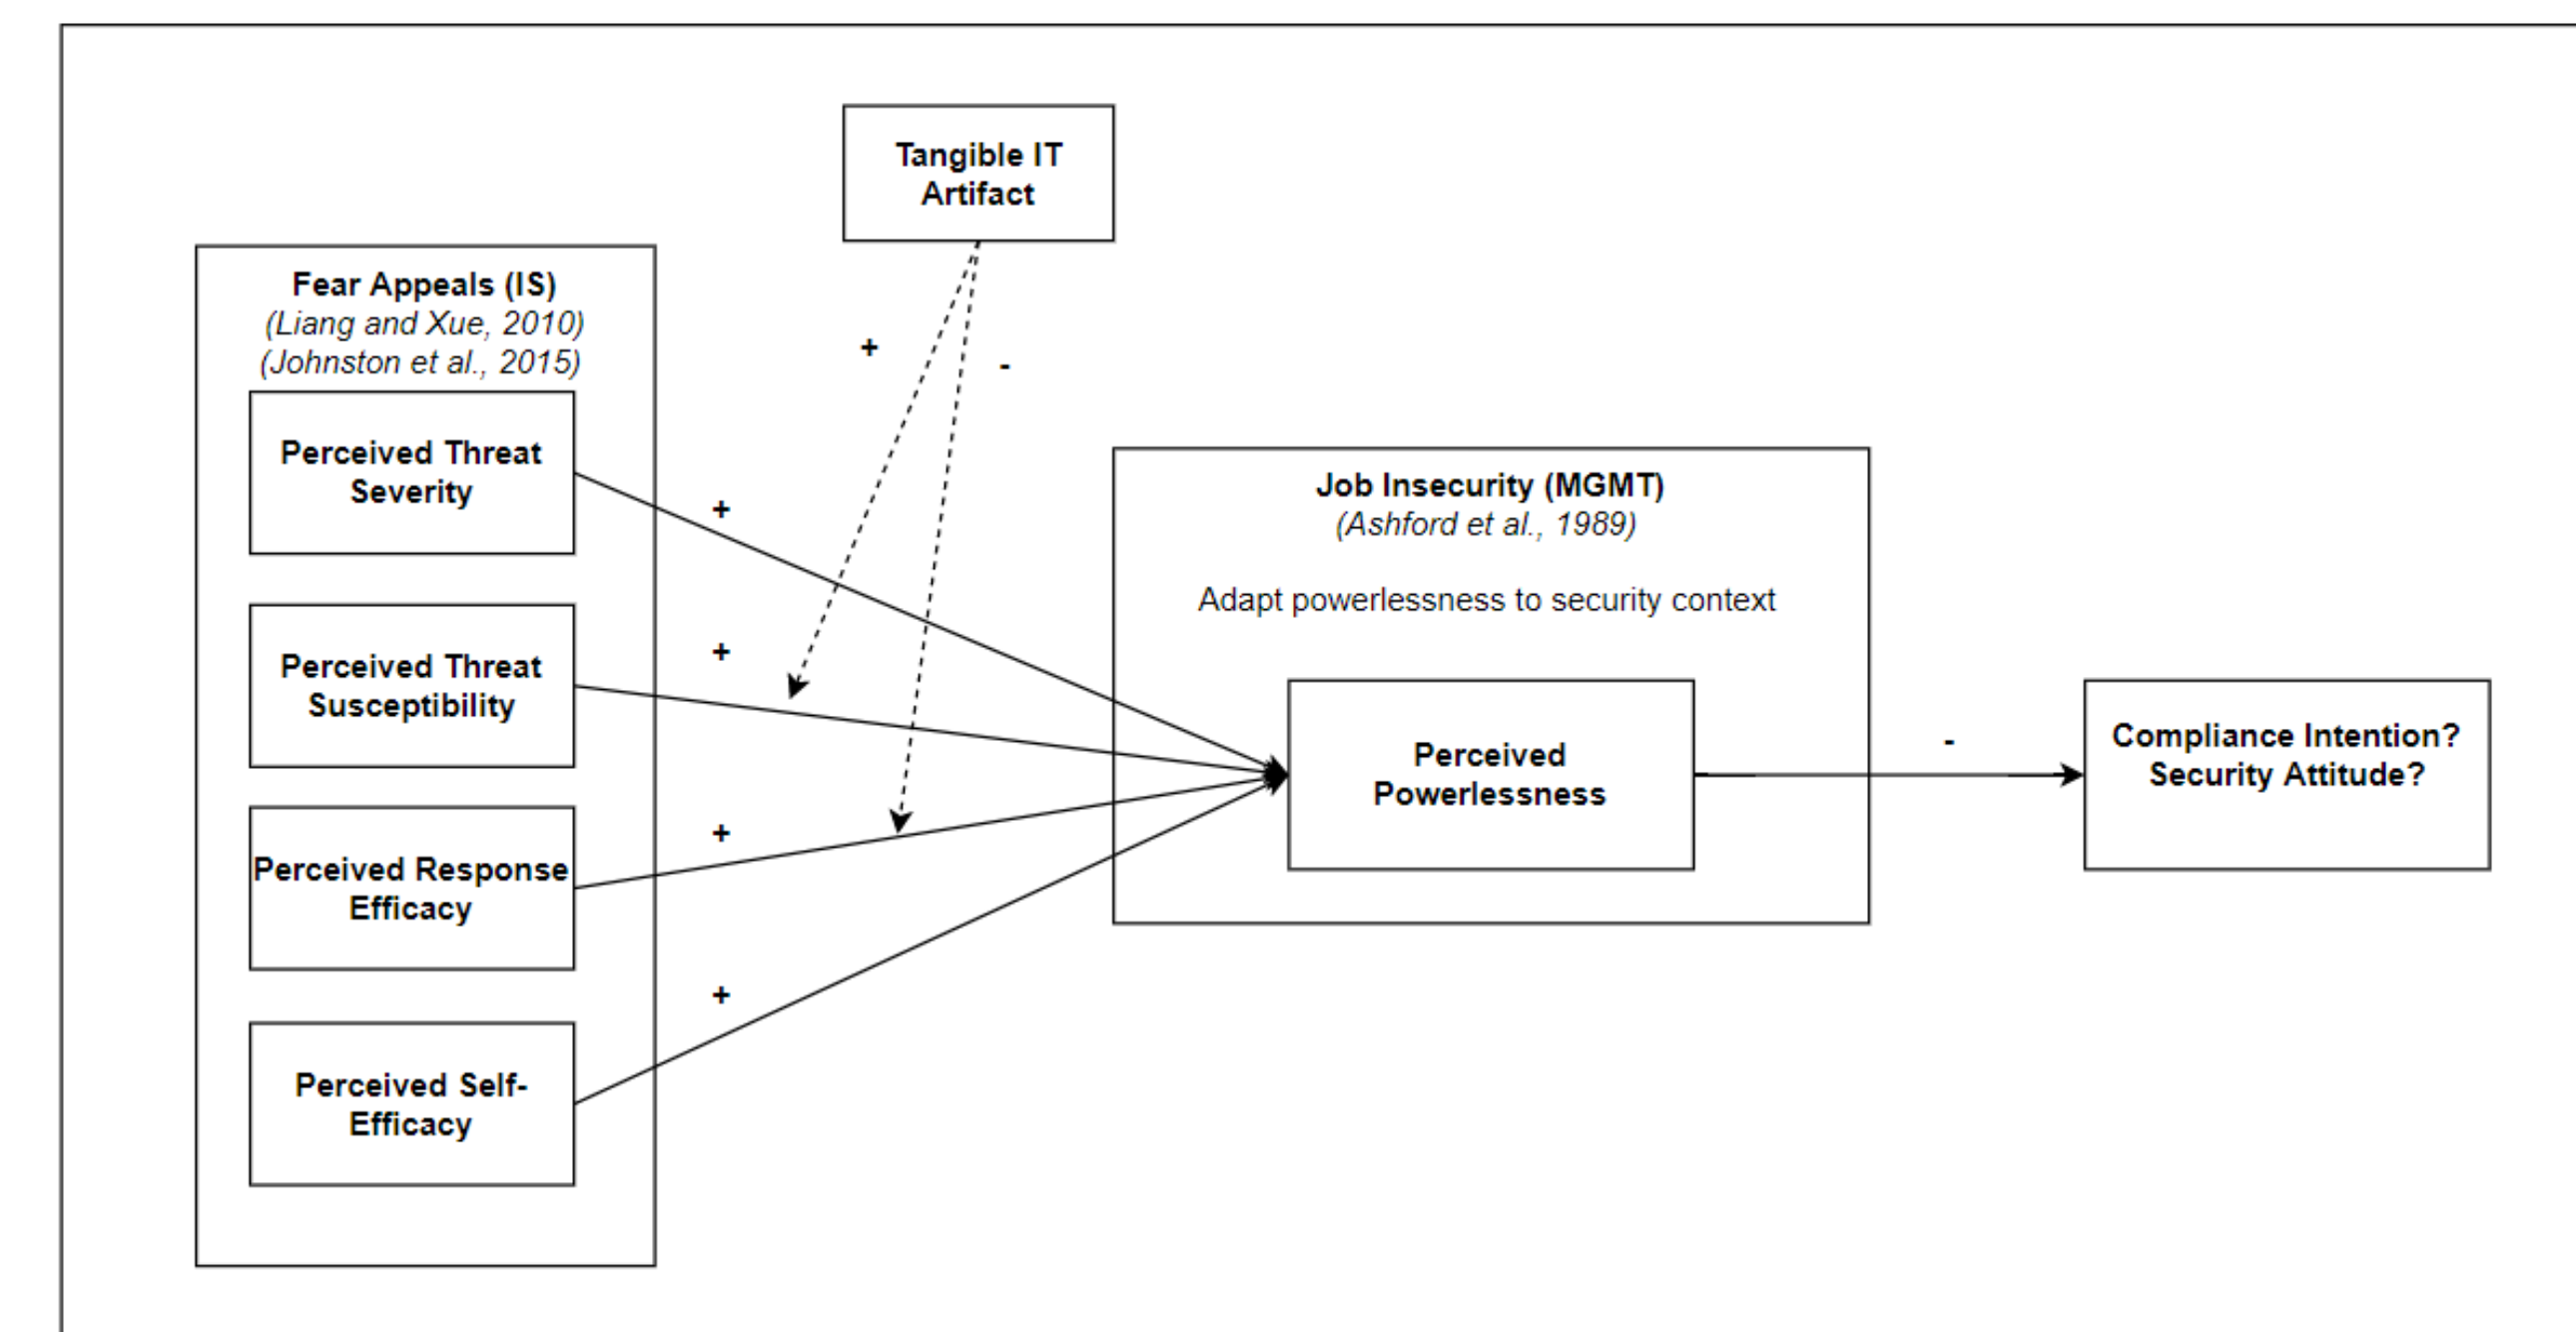 Tangible IT
Artifact
Fear Appeals (IS)
(Liang and Xue, 2010)
(Johnston et al., 2015)
+
-
Perceived Threat
Severity
+
Job Insecurity (MGMT)
(Ashford et al., 1989)
Adapt powerlessness to security context
Perceived Threat
Susceptibility
+
Perceived
Powerlessness
-
Compliance Intention?
Security Attitude?
Perceived Response
Efficacy
+
Perceived Self-
Efficacy
+